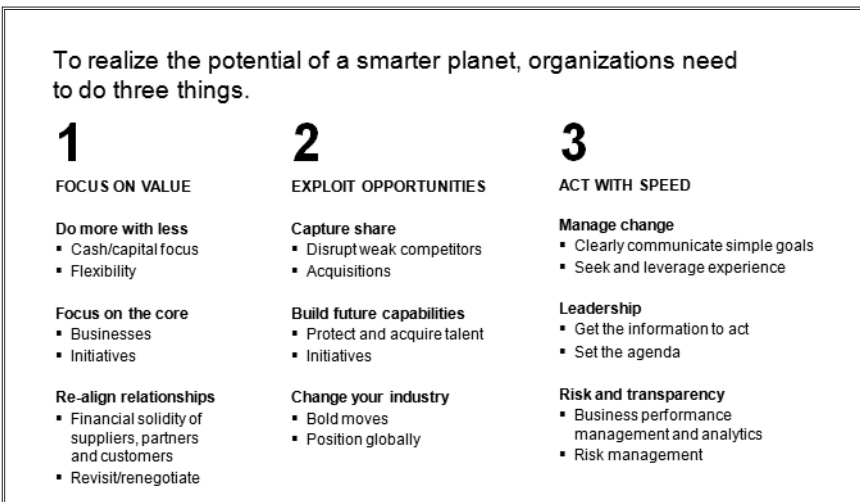 To realize the potential of a smarter planet, organizations need
to do three things.
1
FOCUS ON VALUE
Do more with less
▪ Cash/capital focus
▪ Flexibility
Focus on the core
▪ Businesses
▪ Initiatives
Re-align relationships
▪ Financial solidity of
suppliers, partners
and customers
▪ Revisit/renegotiate
2
EXPLOIT OPPORTUNITIES
Capture share
▪ Disrupt weak competitors
▪ Acquisitions
Build future capabilities
▪ Protect and acquire talent
▪ Initiatives
Change your industry
▪ Bold moves
▪ Position globally
3
ACT WITH SPEED
Manage change
▪ Clearly communicate simple goals
▪ Seek and leverage experience
Leadership
▪ Get the information to act
▪ Set the agenda
Risk and transparency
▪ Business performance
management and analytics
▪ Risk management